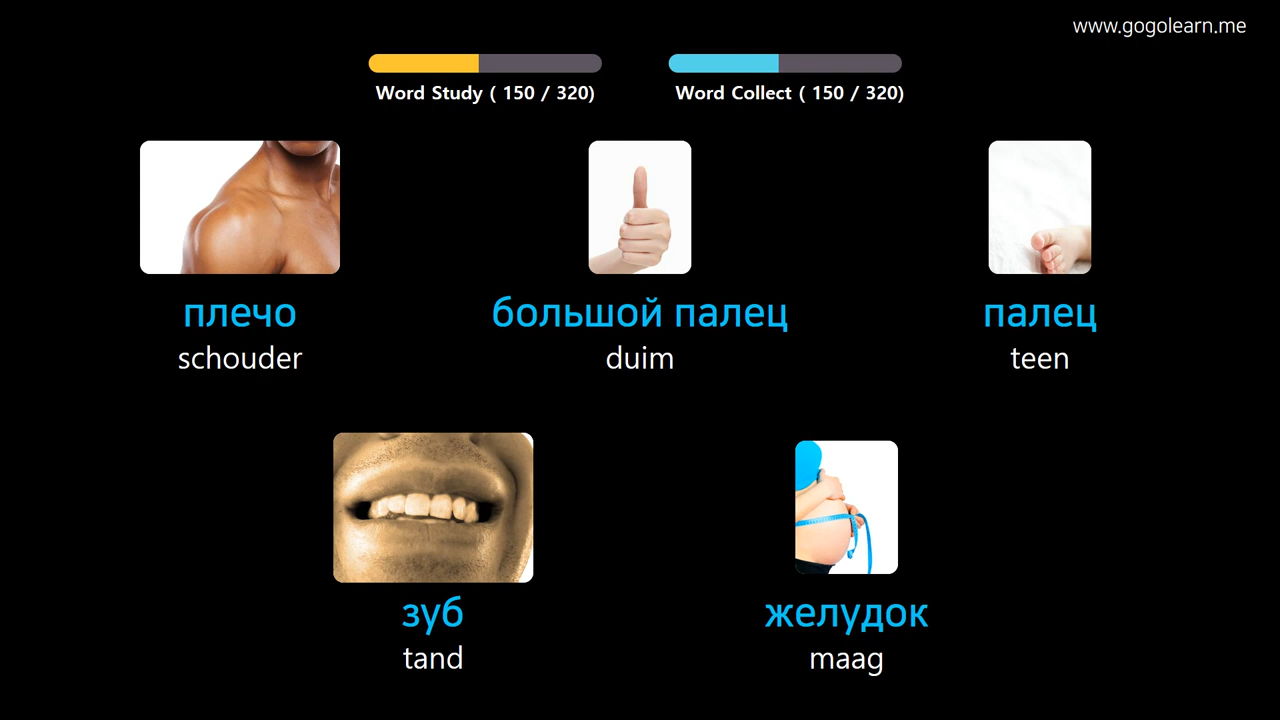 www.gogolearn.me
Word Study ( 150 / 320)
Word Collect ( 150 / 320)
плечо
schouder
большой палец
duim
палец
teen
зуб
tand
желудок
maag